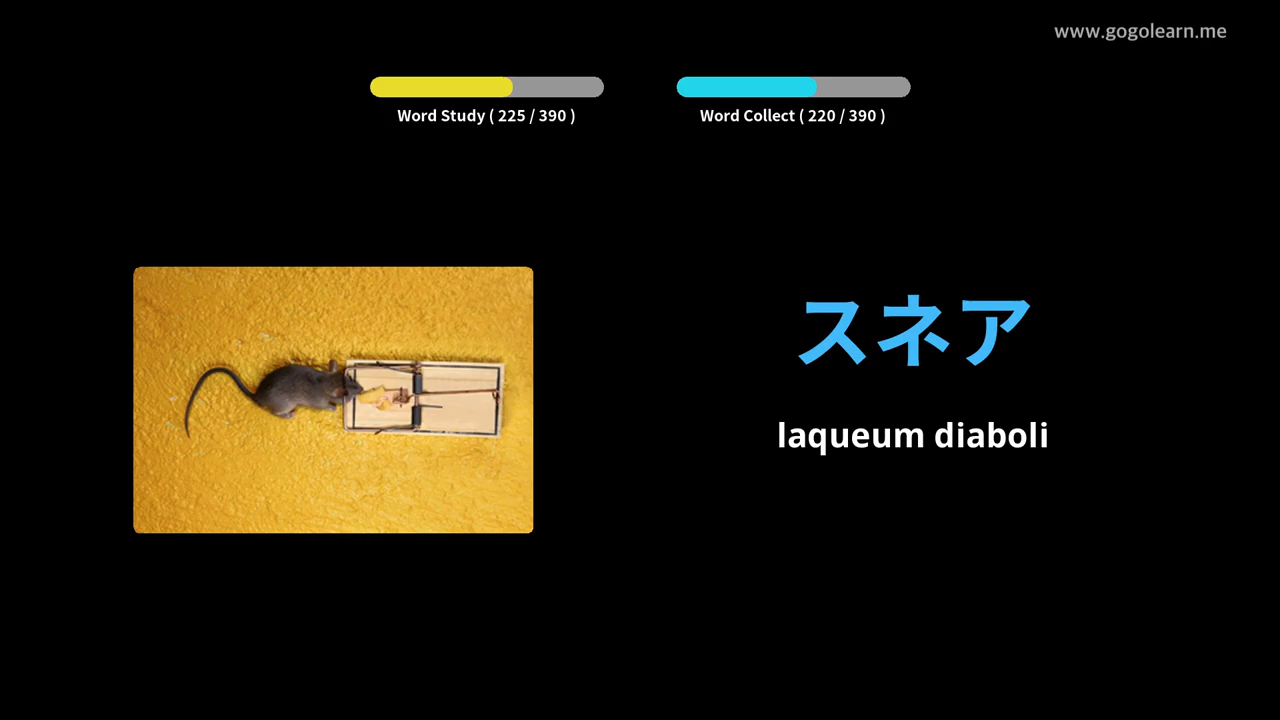 www.gogolearn.me
Word Study ( 225 / 390 )
Word Collect ( 220 / 390 )
スネア
laqueum diaboli